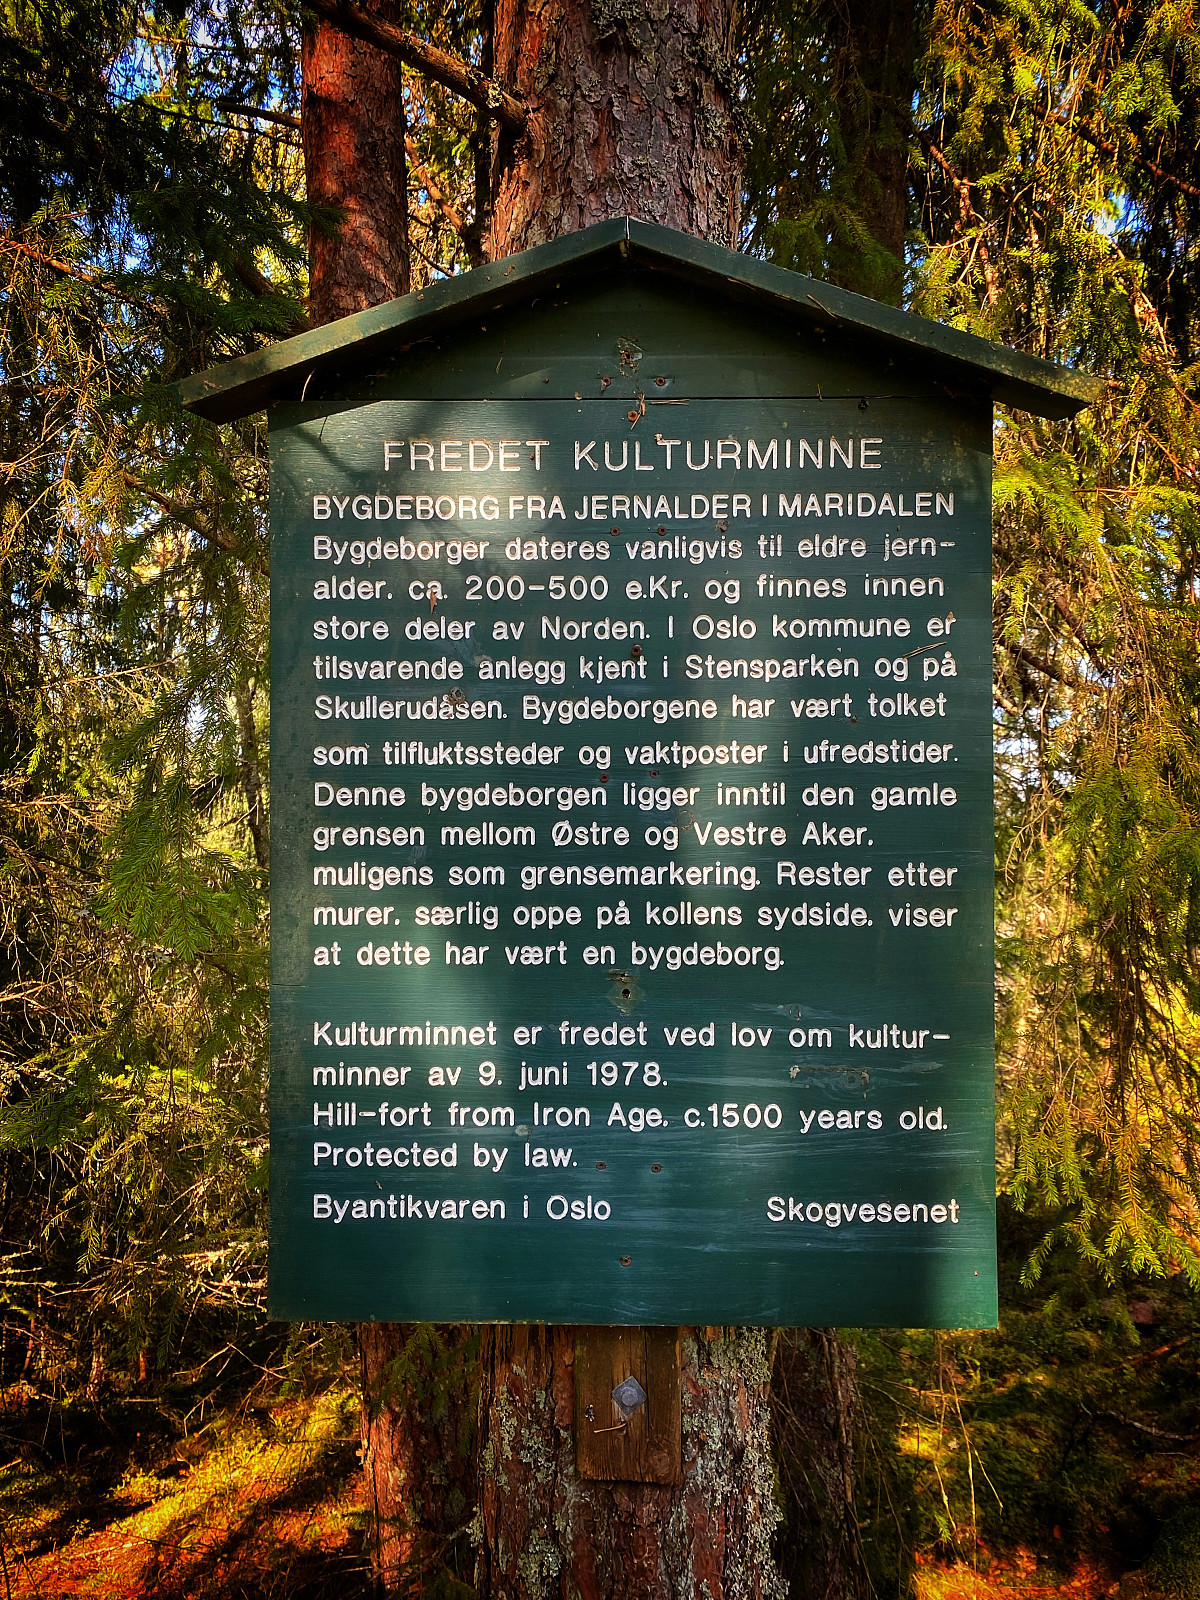 FREDET KULTURMINNE
BYGDEBORG FRA JERNALDER I MARIDALEN
Bygdeborger dateres vanligvis til eldre jern-
alder. ca. 200-500 e.Kr. og finnes innen
store deler av Norden. I Oslo kommune er
tilsvarende anlegg kjent i Stensparken og på
Skullerudåsen. Bygdeborgene har vært tolket
som tilfluktssteder og vaktposter i ufredstider.
Denne bygdeborgen ligger inntil den gamle
grensen mellom Østre og Vestre Aker.
muligens som grensemarkering. Rester etter
murer. særlig oppe på kollens sydside. viser
at dette har vært en bygdeborg.
Kulturminnet er fredet ved lov om kultur-
minner av 9. juni 1978.
Hill-fort from Iron Age. c.1500 years old.
Protected by law.
Byantikvaren i Oslo Skogvesenet